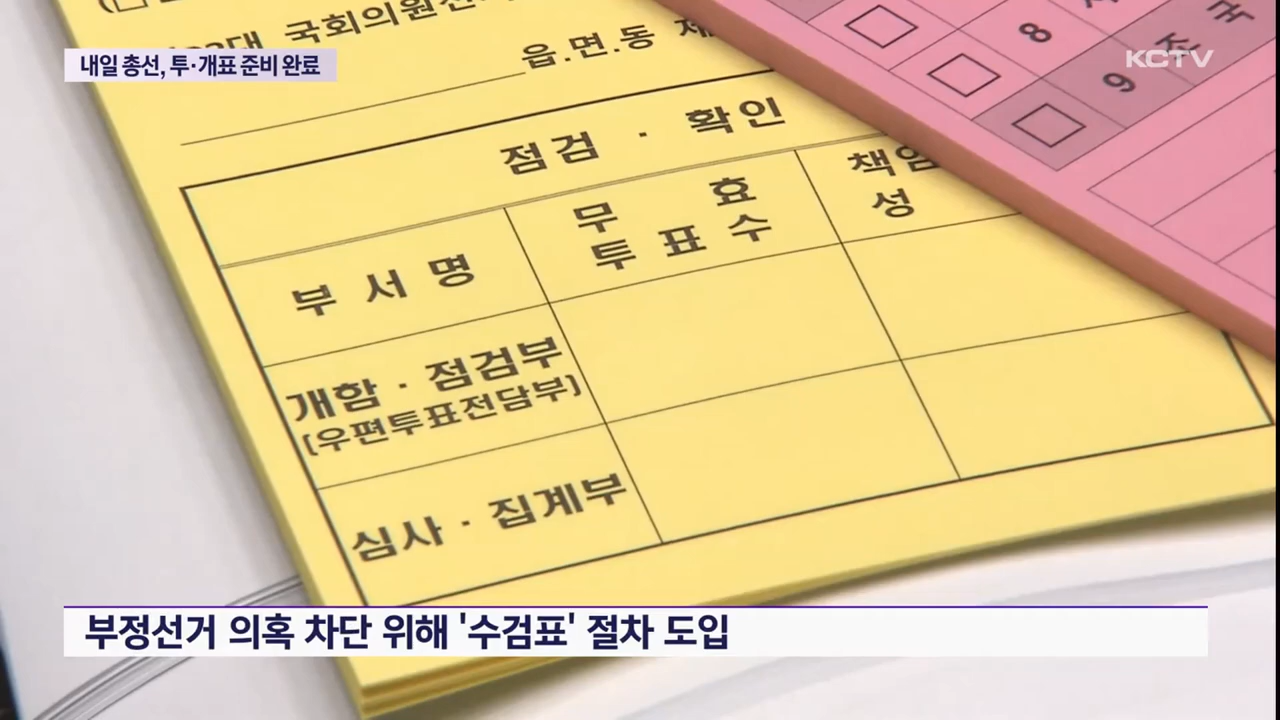 국회의원선거
읍.면.동 제
내일 총선, 투·개표 준비 완료
KCTV
8
9
점검 · 확인
부서명
무효
투표수
책임
성
개함 · 점검부
[우편투표전담부]
심사 · 집계부
부정선거 의혹 차단 위해 '수검표' 절차 도입